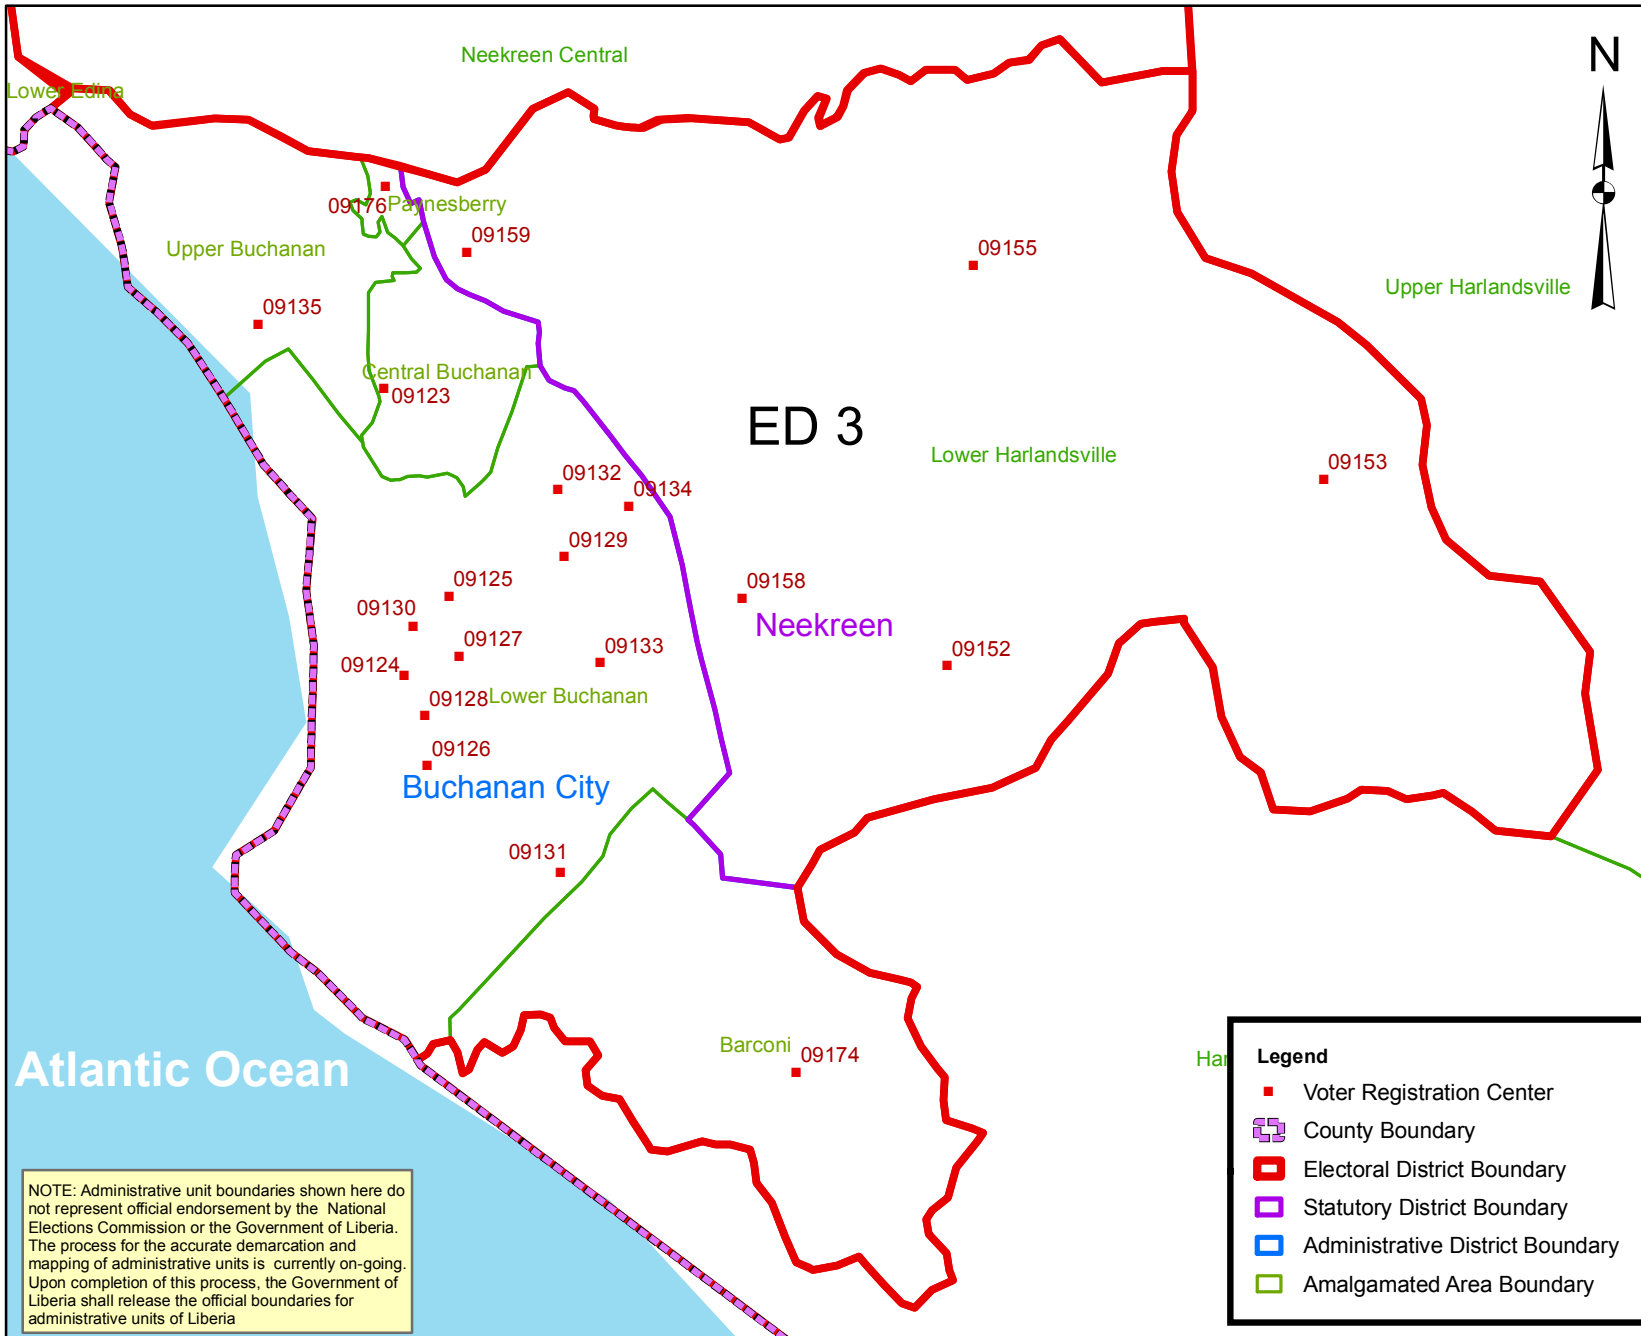 Neekreen Central
N
Lower Edina
09176
Paynesberry
09159
Upper Buchanan
09155
Upper Harlandsville
09135
Central Buchanan
09123
ED 3
Lower Harlandsville
09153
09132
09134
09129
09125
09158
09130
Neekreen
09127
09133
09124
09152
09128
Lower Buchanan
09126
Buchanan City
09131
Barconi
09174
Atlantic Ocean
Har
Legend
Voter Registration Center
County Boundary
Electoral District Boundary
Statutory District Boundary
Administrative District Boundary
Amalgamated Area Boundary
NOTE: Administrative unit boundaries shown here do
not represent official endorsement by the National
Elections Commission or the Government of Liberia.
The process for the accurate demarcation and
mapping of administrative units is currently on-going.
Upon completion of this process, the Government of
Liberia shall release the official boundaries for
administrative units of Liberia